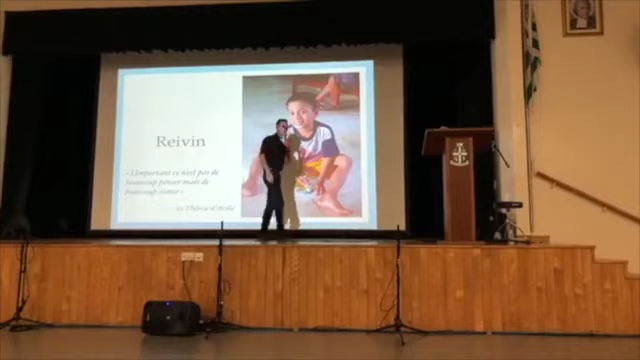 Reivin
« L'important ce n'est pas de
beaucoup penser mais de
beaucoup aimer »
Thérèse d'Avila